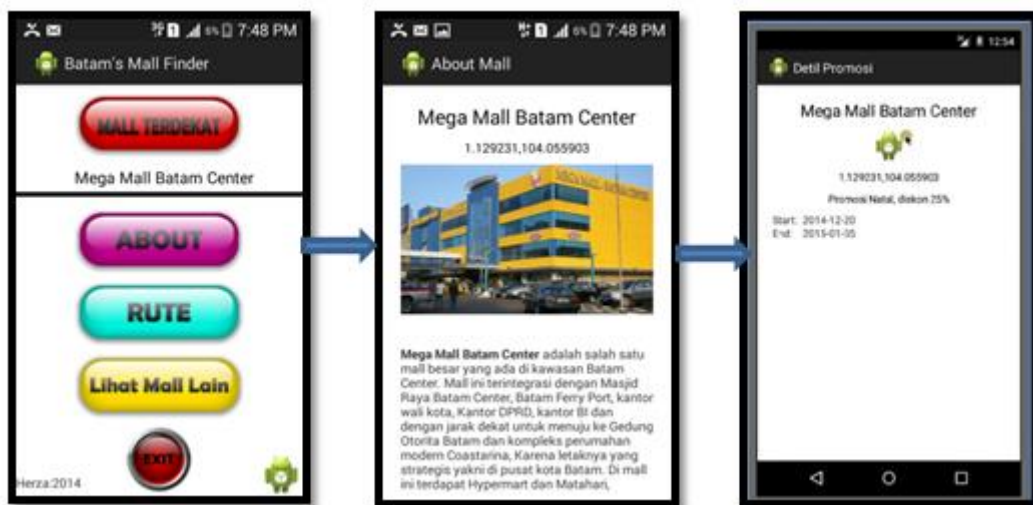 7:48 PM
Batam's Mall Finder
MALL TERDEKAT
Mega Mall Batam Center
ABOUT
RUTE
Lihat Mall Lain
EXIT
Herza:2014
6% 7:48 PM
About Mall
Mega Mall Batam Center
1.129231,104.055903
MEGA MALL BATAM CENTRE
Mega Mall Batam Center adalah salah satu
mall besar yang ada di kawasan Batam
Center. Mall ini terintegrasi dengan Masjid
Raya Batam Center, Batam Ferry Port, kantor
wali kota, Kantor DPRD, kantor BI dan
dengan jarak dekat untuk menuju ke Gedung
Otorita Batam dan kompleks perumahan
modern Coastarina, Karena letaknya yang
strategis yakni di pusat kota Batam. Di mall
ini terdapat Hypermart dan Matahari,
12:54
Detil Promosi
Mega Mall Batam Center
1.129231,104.055903
Promosi Natal, diskon 25%
Start: 2014-12-20
End: 2015-01-05